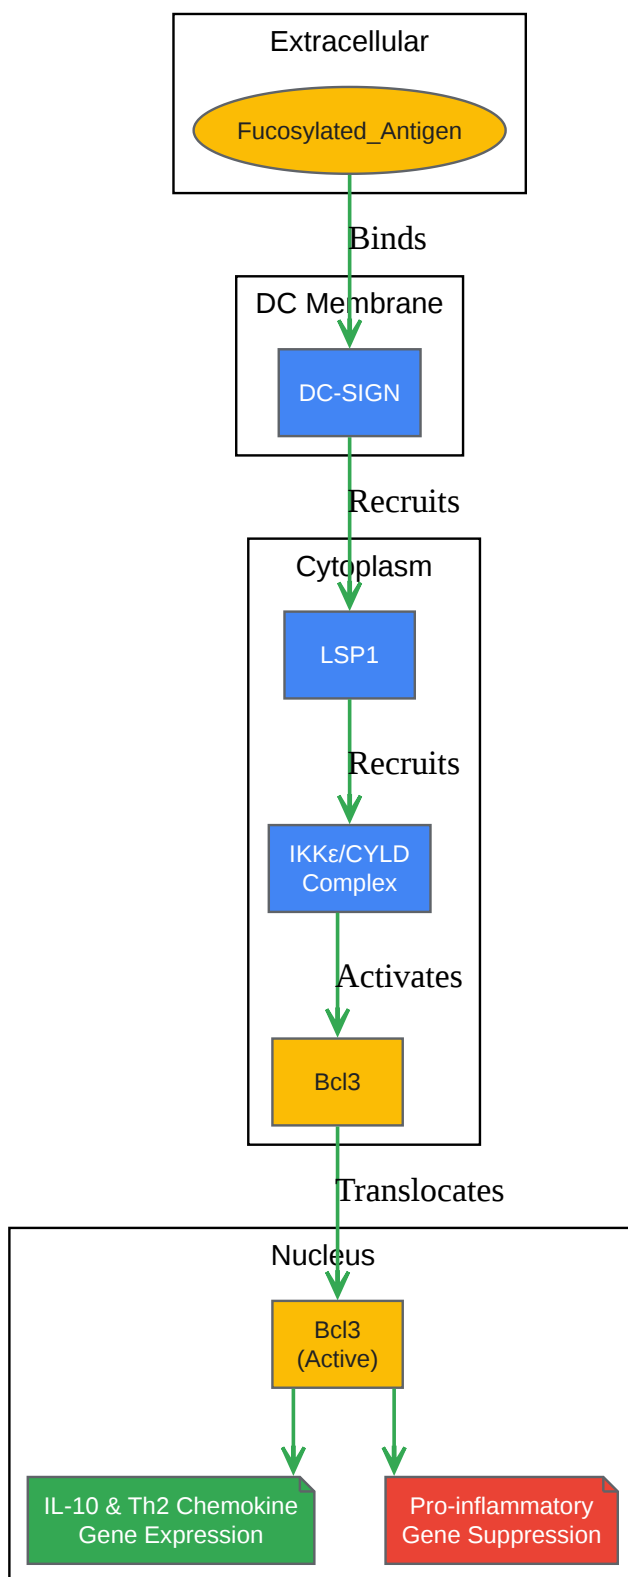 Extracellular
Fucosylated_Antigen
Binds
DC Membrane
DC-SIGN
Recruits
Cytoplasm
LSP1
Recruits
IKKε/CYLD
Complex
Activates
Bcl3
Translocates
Nucleus
Bcl3
(Active)
IL-10 & Th2 Chemokine
Gene Expression
Pro-inflammatory
Gene Suppression